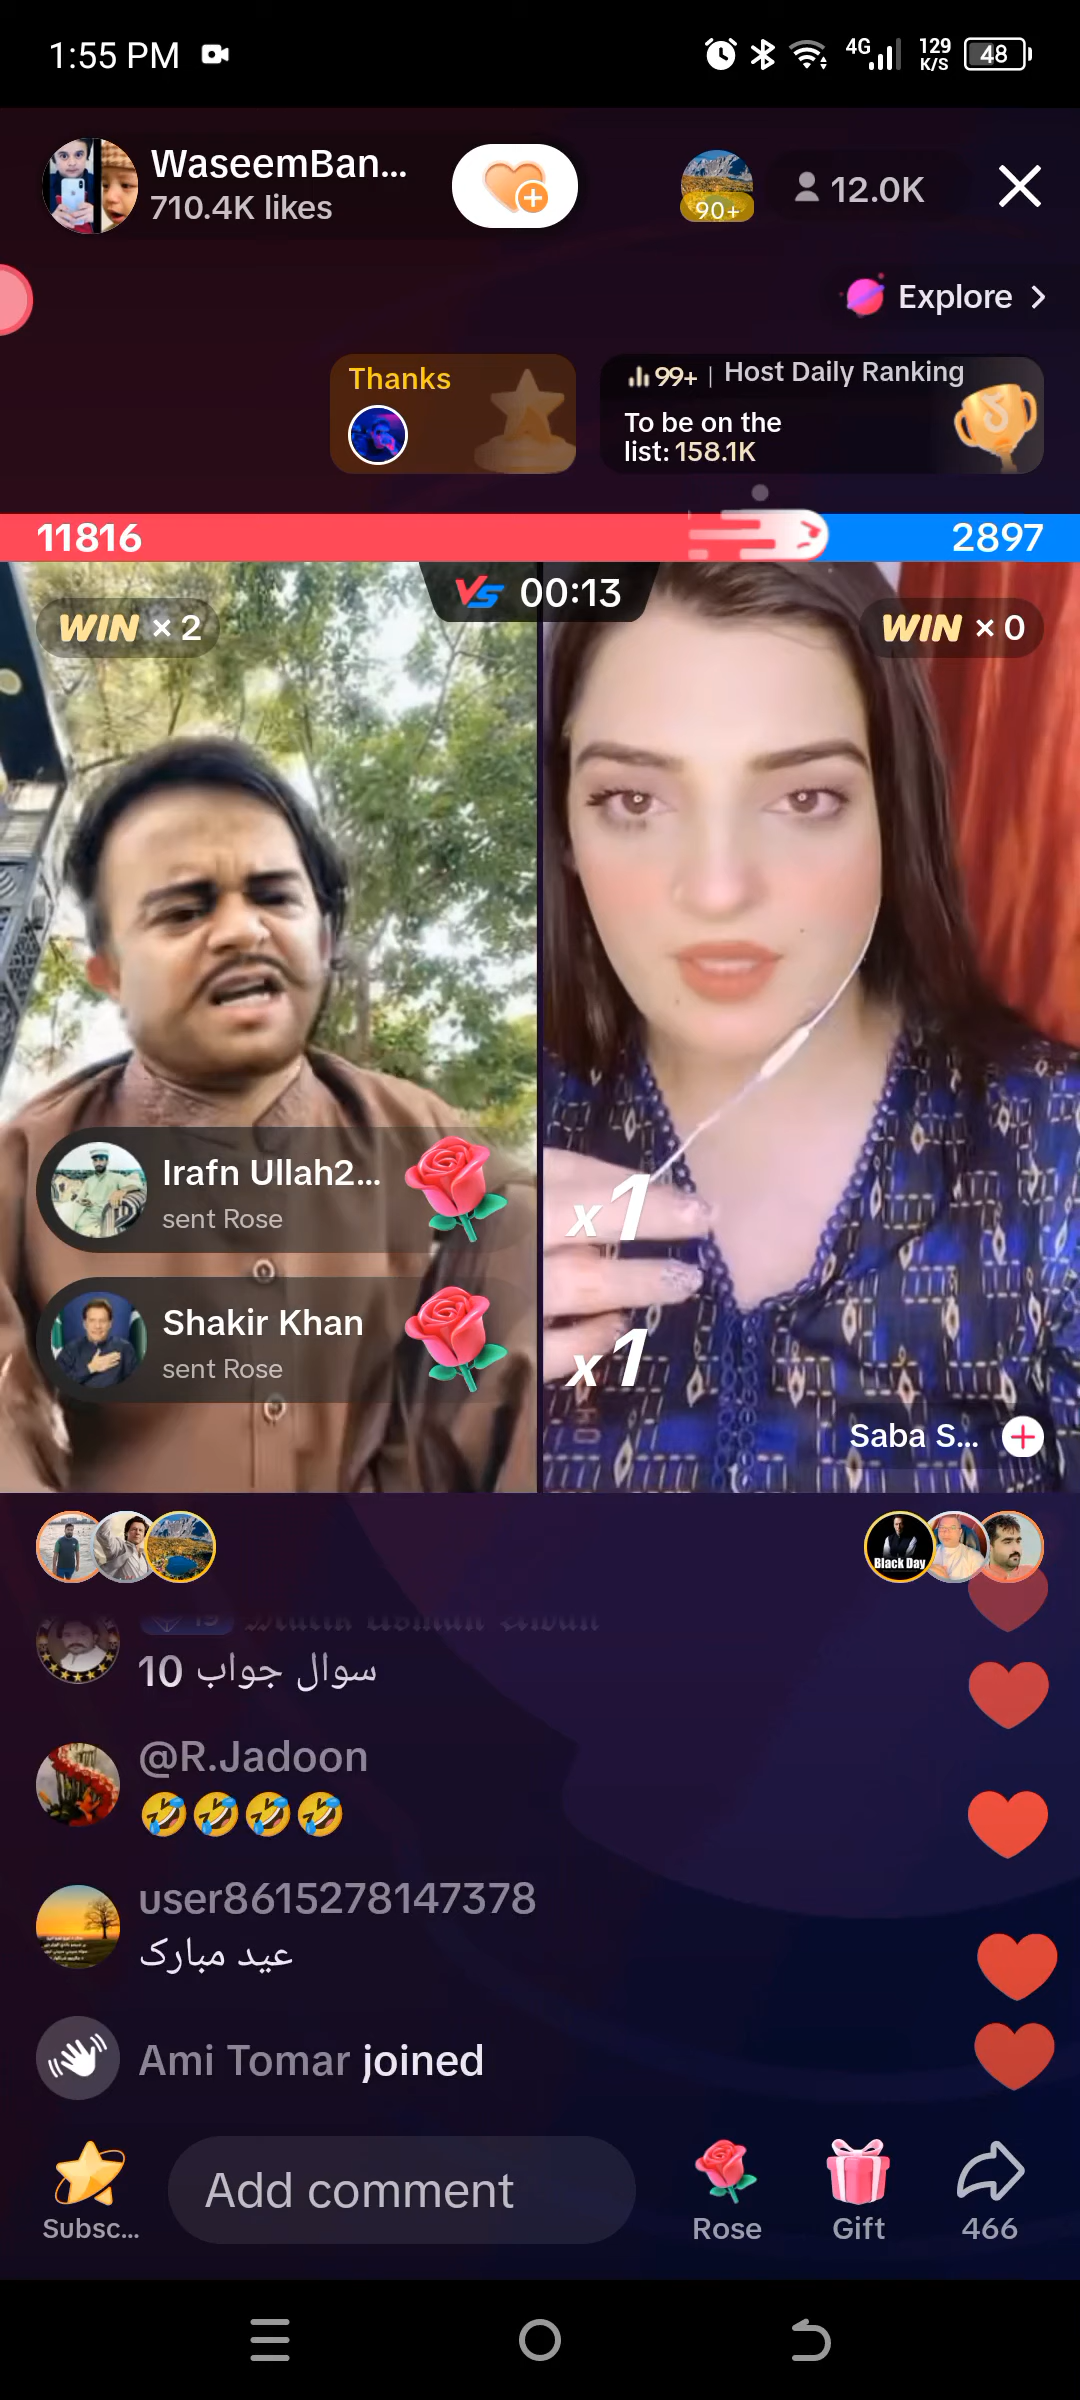 1:55 PM
4G
129
K/S
48
WaseemBan...
710.4K likes
90+
12.0K
Explore
Thanks
99+ | Host Daily Ranking
To be on the
list: 158.1K
11816
2897
VS 00:13
WIN × 2
WIN × 0
Irafn Ullah2...
sent Rose
x1
Shakir Khan
sent Rose
x1
Saba S...
Black Day
سوال جواب 10
@R.Jadoon
🤣🤣🤣🤣
user8615278147378
عید مبارک
Ami Tomar joined
Subsc...
Add comment
Rose
Gift
466